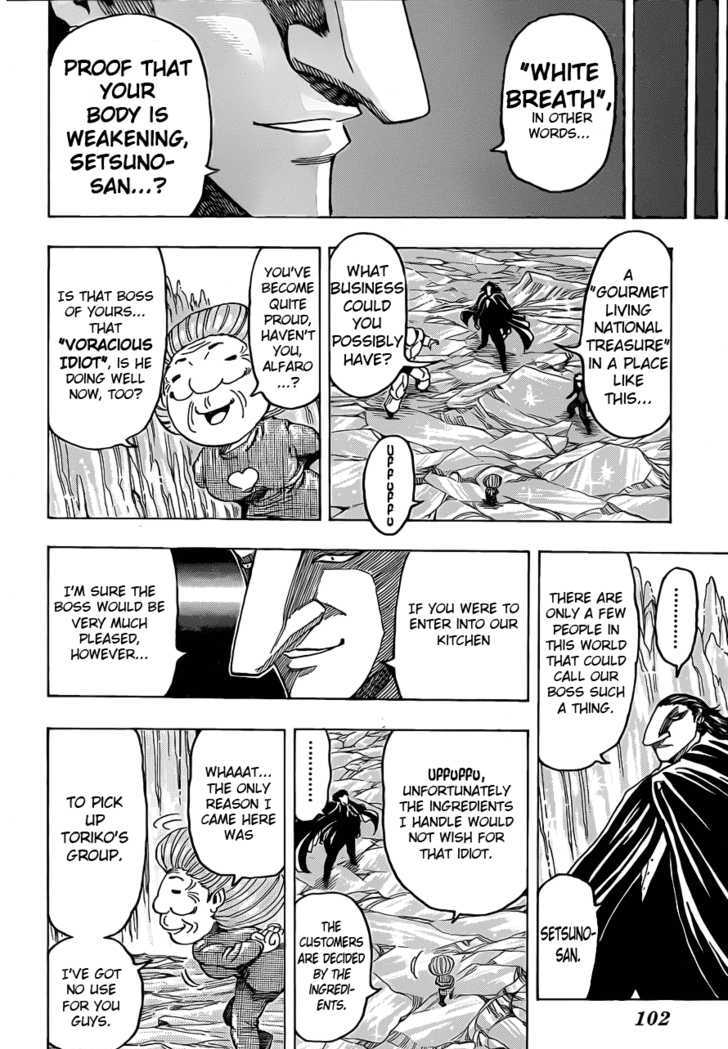 "WHITE
BREATH",
IN OTHER
WORDS...
PROOF THAT
YOUR
BODY IS
WEAKENING,
SETSUNO-
SAN...?
A
"GOURMET
LIVING
NATIONAL
TREASURE"
IN A PLACE
LIKE
THIS...
WHAT
BUSINESS
COULD
YOU
POSSIBLY
HAVE?
UPPUPPU
YOU'VE
BECOME
QUITE
PROUD,
HAVEN'T
YOU,
ALFARO
...?
IS THAT BOSS
OF YOURS...
THAT
"VORACIOUS
IDIOT", IS HE
DOING WELL
NOW, TOO?
........
THERE ARE
ONLY A FEW
PEOPLE IN
THIS WORLD
THAT COULD
CALL OUR
BOSS SUCH
A THING.
SETSUNO-
SAN.
IF YOU WERE TO
ENTER INTO OUR
KITCHEN
I'M SURE THE
BOSS WOULD BE
VERY MUCH
PLEASED,
HOWEVER...
UPPUPPU,
UNFORTUNATELY
THE INGREDIENTS
I HANDLE WOULD
NOT WISH FOR
THAT IDIOT.
........
THE
CUSTOMERS
ARE DECIDED
BY THE
INGREDI-
ENTS.
WHAAAT...
THE ONLY
REASON I
CAME HERE
WAS
TO PICK
UP
TORIKO'S
GROUP.
I'VE GOT
NO USE
FOR YOU
GUYS.
102